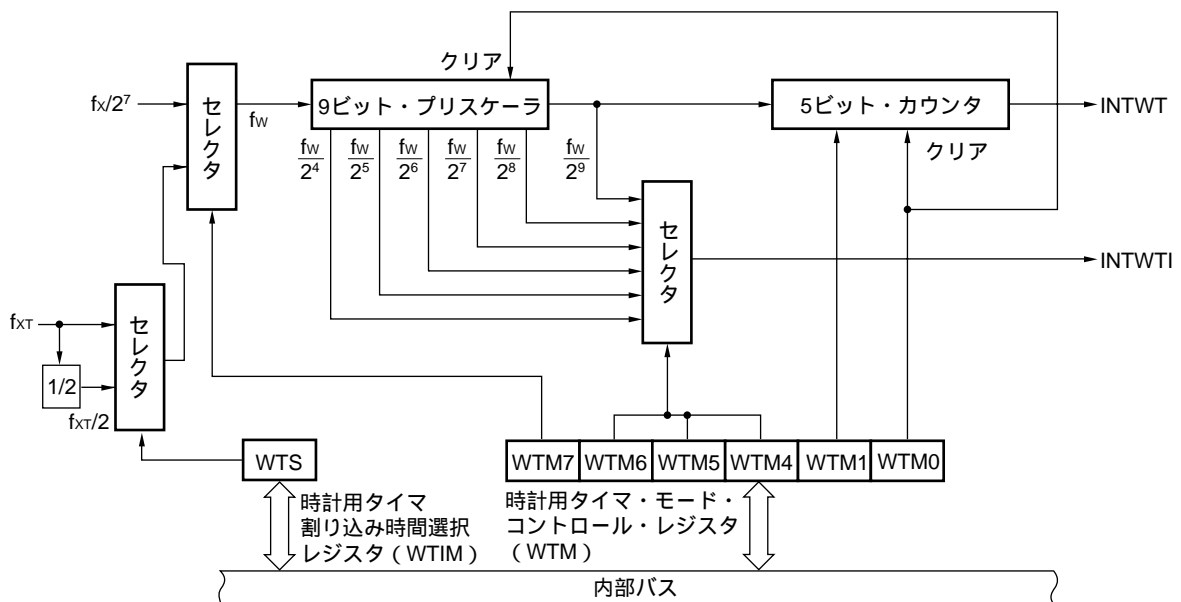 クリア
fX/2⁷
セレクタ
fW
9ビット・プリスケーラ
5ビット・カウンタ
INTWT
クリア
fW/2⁴
fW/2⁵
fW/2⁶
fW/2⁷
fW/2⁸
fW/2⁹
セレクタ
INTWTI
fXT
セレクタ
1/2
fXT/2
WTS
WTM7 WTM6 WTM5 WTM4 WTM1 WTM0
時計用タイマ
割り込み時間選択
レジスタ（WTIM）
時計用タイマ・モード・
コントロール・レジスタ
（WTM）
内部バス